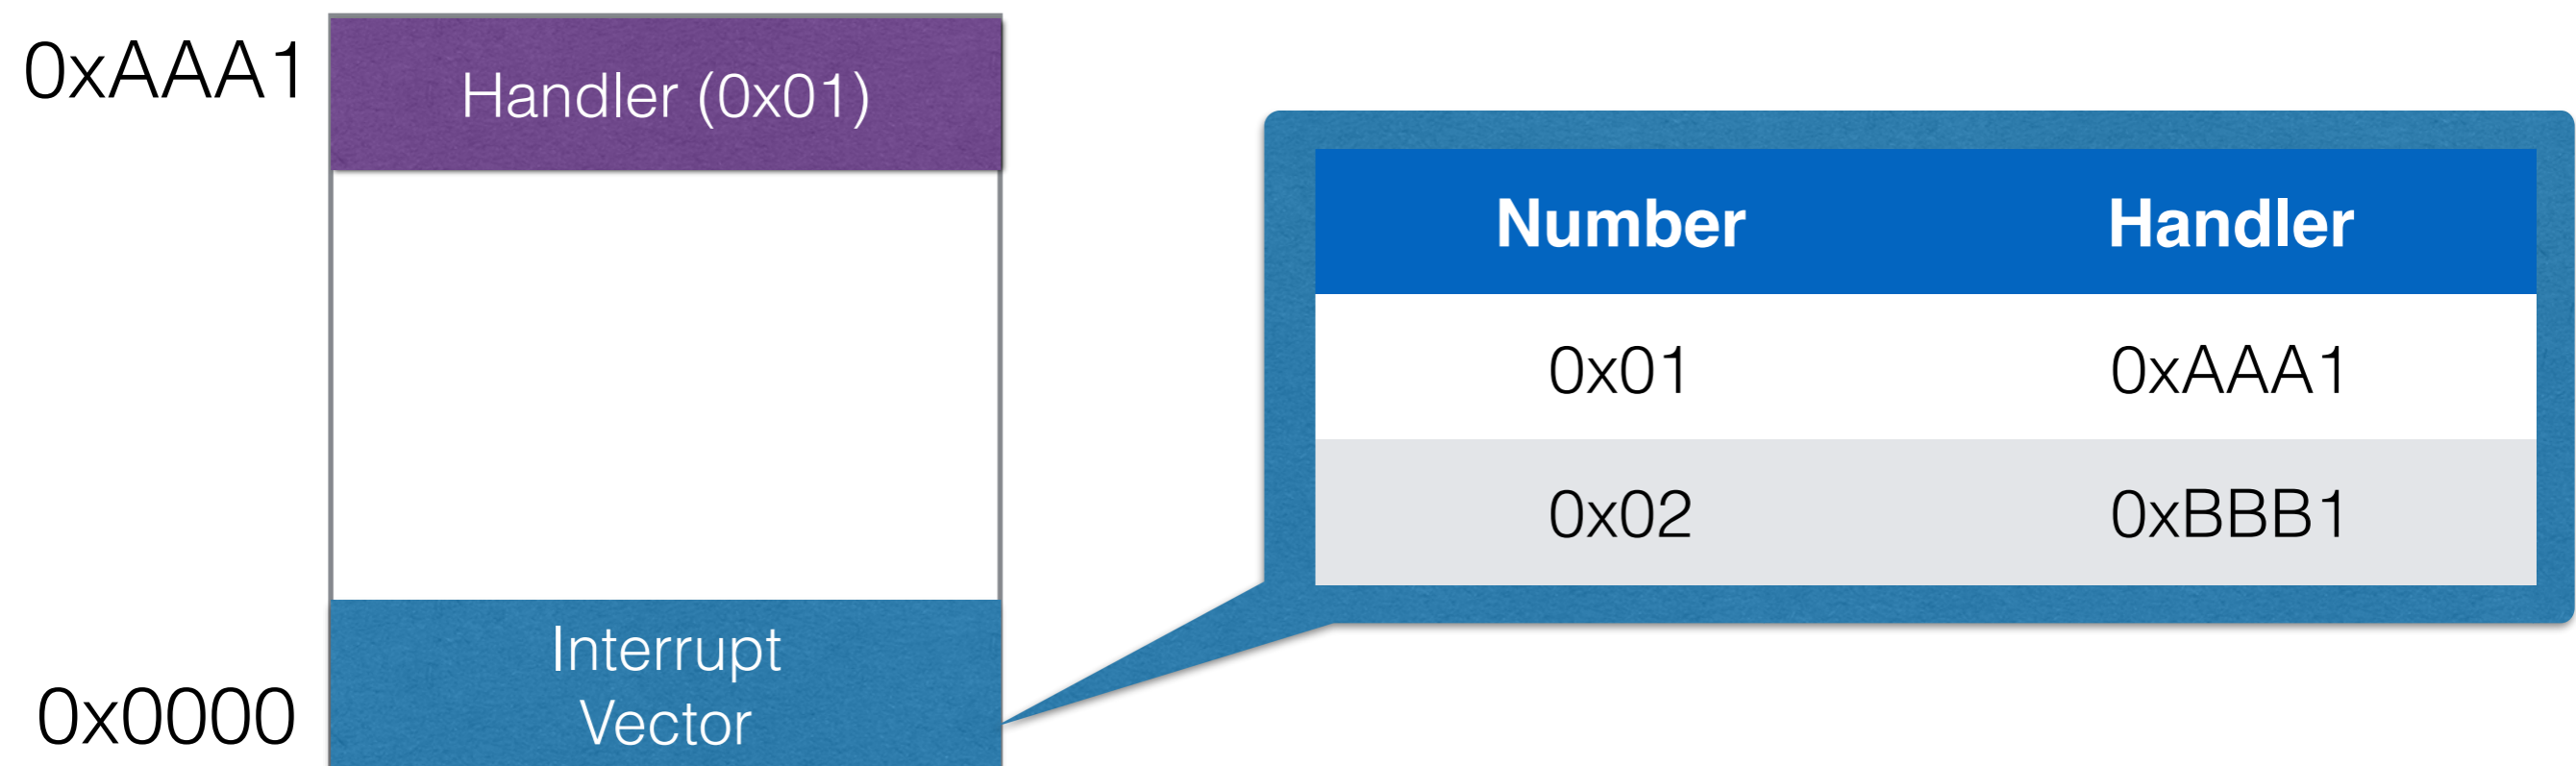 0xAAA1
Handler (0x01)
Number Handler
0x01 0xAAA1
0x02 0xBBB1
Interrupt
Vector
0x0000